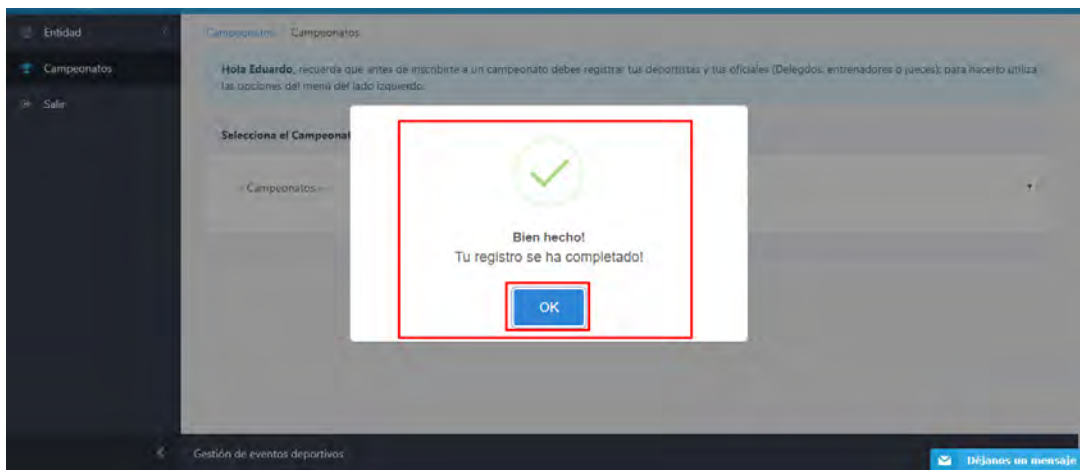 Entidad
Campeonatos
Salir
Campeonatos Campeonatos
Hola Eduardo, recuerda que antes de inscribirte a un campeonato debes registrar tus deportistas y tus oficiales (Delegdos, entrenadores o jueces); para hacerlo utiliza
las opciones del menú del lado izquierdo.
Selecciona el Campeonat
- Campeonatos -
Bien hecho!
Tu registro se ha completado!
OK
Gestión de eventos deportivos
Déjanos un mensaje